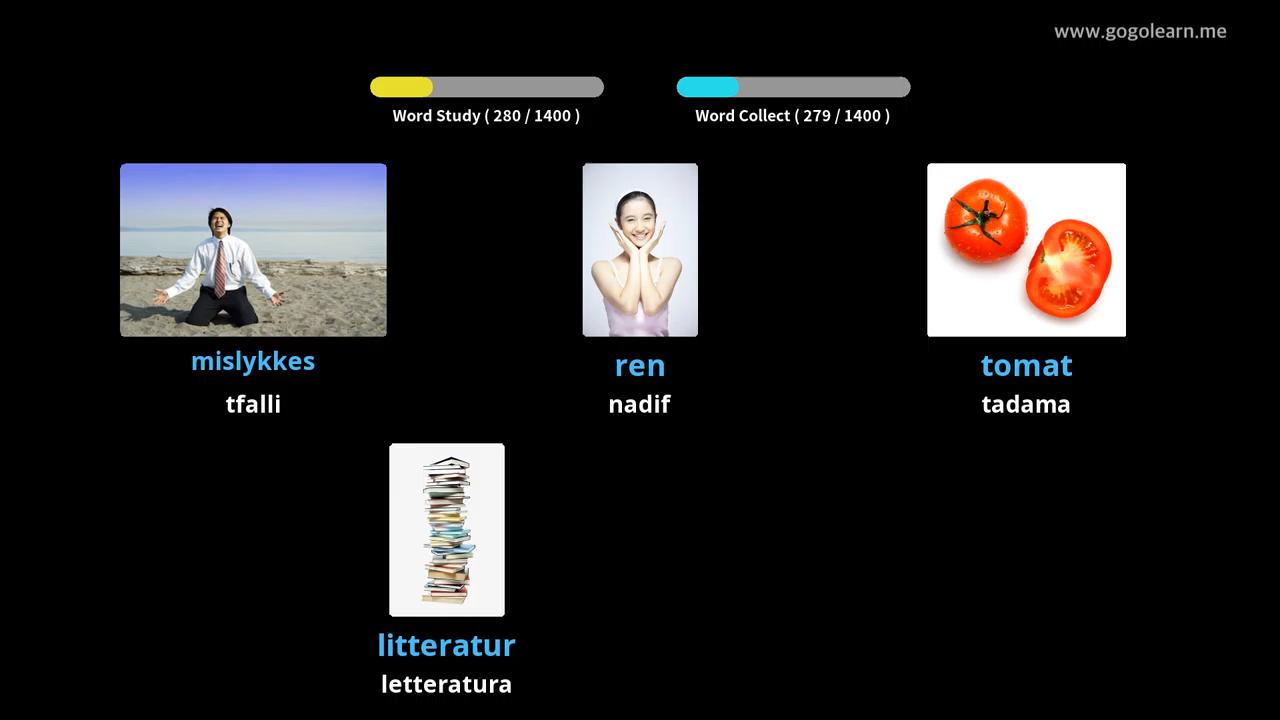 www.gogolearn.me
Word Study ( 280 / 1400 )
Word Collect ( 279 / 1400 )
mislykkes
ren
tomat
tfalli
nadif
tadama
litteratur
letteratura